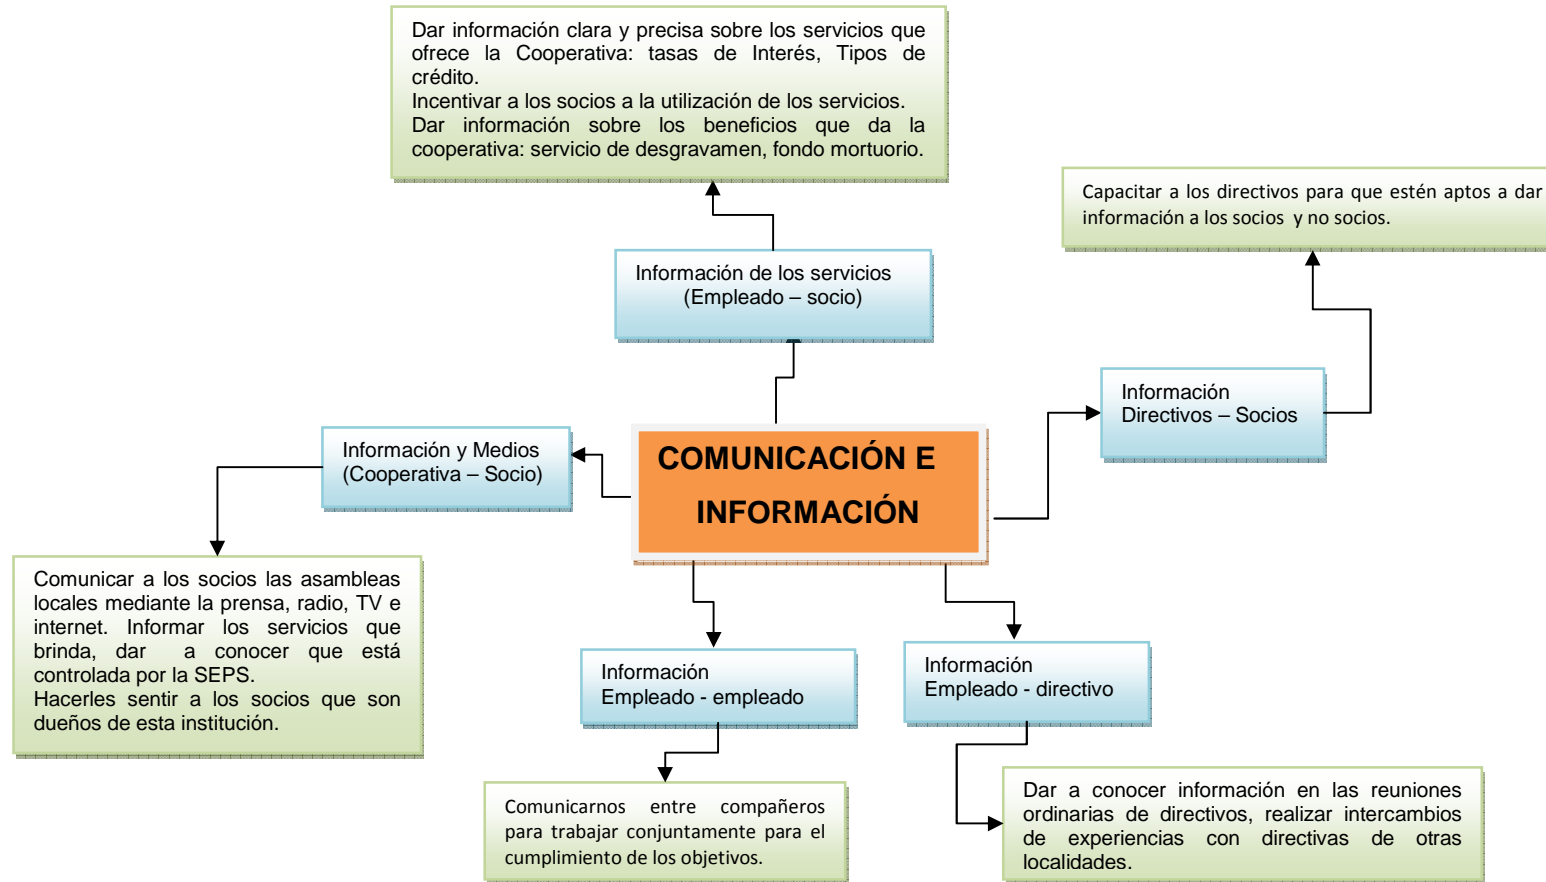 Dar información clara y precisa sobre los servicios que
ofrece la Cooperativa: tasas de Interés, Tipos de
crédito.
Incentivar a los socios a la utilización de los servicios.
Dar información sobre los beneficios que da la
cooperativa: servicio de desgravamen, fondo mortuorio.
Capacitar a los directivos para que estén aptos a dar
información a los socios y no socios.
Información de los servicios
(Empleado – socio)
Información
Directivos – Socios
Información y Medios
(Cooperativa – Socio)
COMUNICACIÓN E
INFORMACIÓN
Comunicar a los socios las asambleas
locales mediante la prensa, radio, TV e
internet. Informar los servicios que
brinda, dar a conocer que está
controlada por la SEPS.
Hacerles sentir a los socios que son
dueños de esta institución.
Información
Empleado - empleado
Información
Empleado - directivo
Comunicarnos entre compañeros
para trabajar conjuntamente para el
cumplimiento de los objetivos.
Dar a conocer información en las reuniones
ordinarias de directivos, realizar intercambios
de experiencias con directivas de otras
localidades.